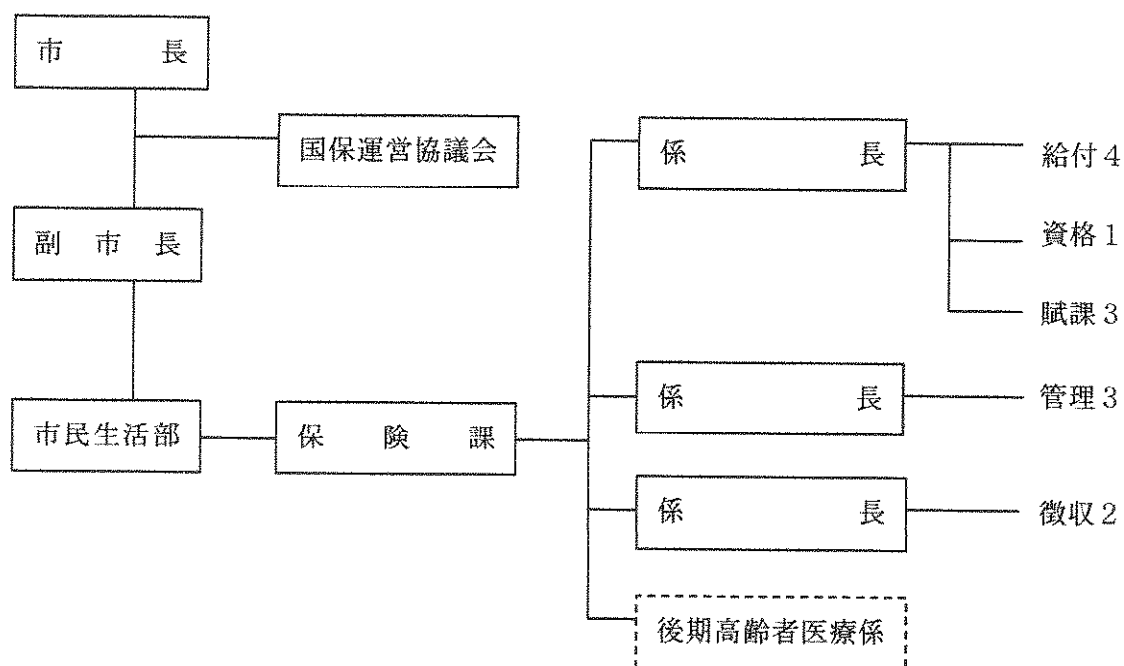 市長
国保運営協議会
副市長
市民生活部
保険課
係長
給付4
資格1
賦課3
係長
管理3
係長
徴収2
後期高齢者医療係